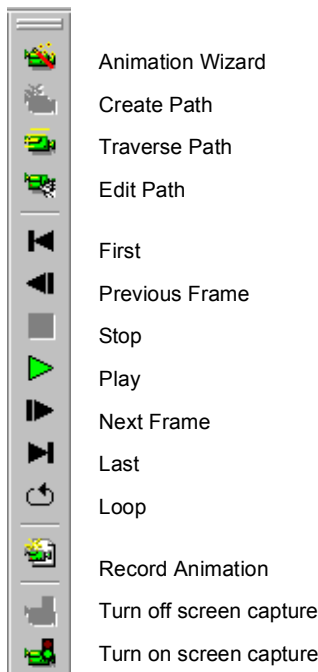 Animation Wizard
Create Path
Traverse Path
Edit Path
First
Previous Frame
Stop
Play
Next Frame
Last
Loop
Record Animation
Turn off screen capture
Turn on screen capture